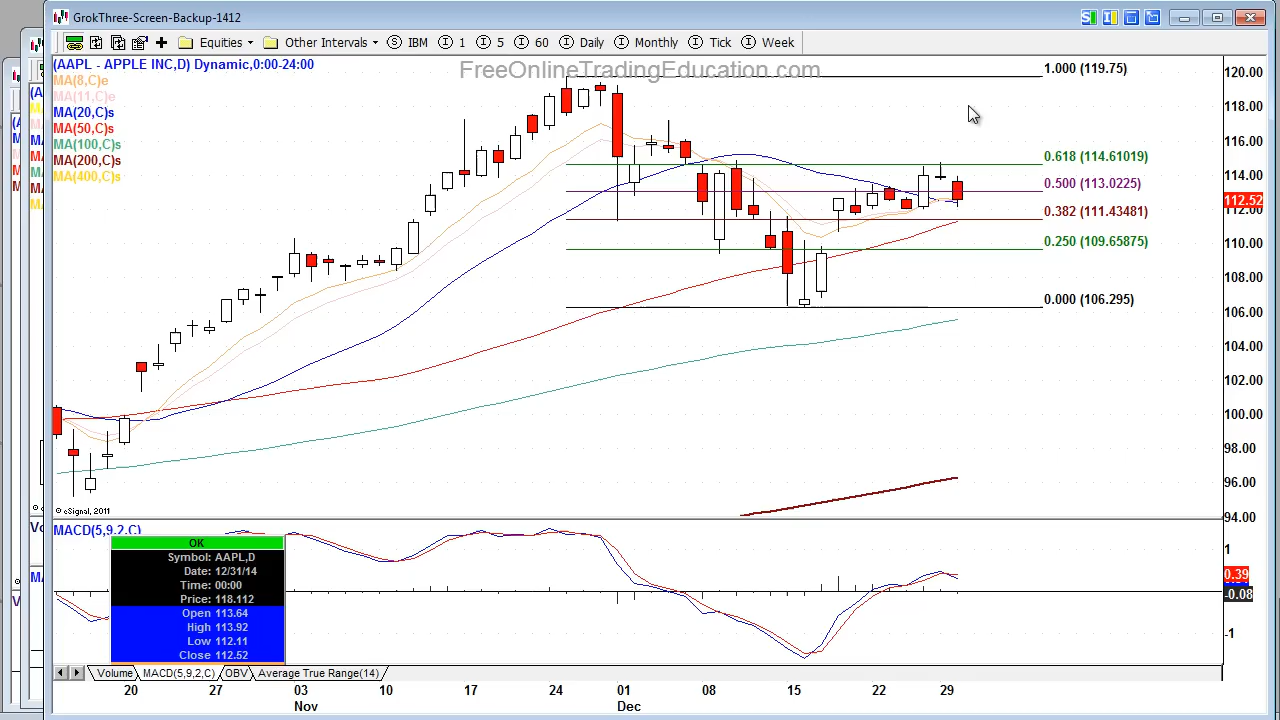 GrokThree-Screen-Backup-1412
Equities Other Intervals IBM 1 5 60 Daily Monthly Tick Week
(AAPL - APPLE INC,D) Dynamic,0:00-24:00
FreeOnlineTradingEducation.com
MA(8,C)e
MA(11,C)e
MA(20,C)s
MA(50,C)s
MA(100,C)s
MA(200,C)s
MA(400,C)s
1.000 (119.75)
0.618 (114.61019)
0.500 (113.0225)
0.382 (111.43481)
0.250 (109.65875)
0.000 (106.295)
120.00
118.00
116.00
114.00
112.52
112.00
110.00
108.00
106.00
104.00
102.00
100.00
98.00
96.00
94.00
© eSignal, 2011
MACD(5,9,2,C)
OK
Symbol: AAPL,D
Date: 12/31/14
Time: 00:00
Price: 118.112
Open 113.64
High 113.92
Low 112.11
Close 112.52
1
0.39
-0.08
-1
Volume MACD(5,9,2,C) OBV Average True Range(14)
20 27 03 10 17 24 01 08 15 22 29
Nov Dec